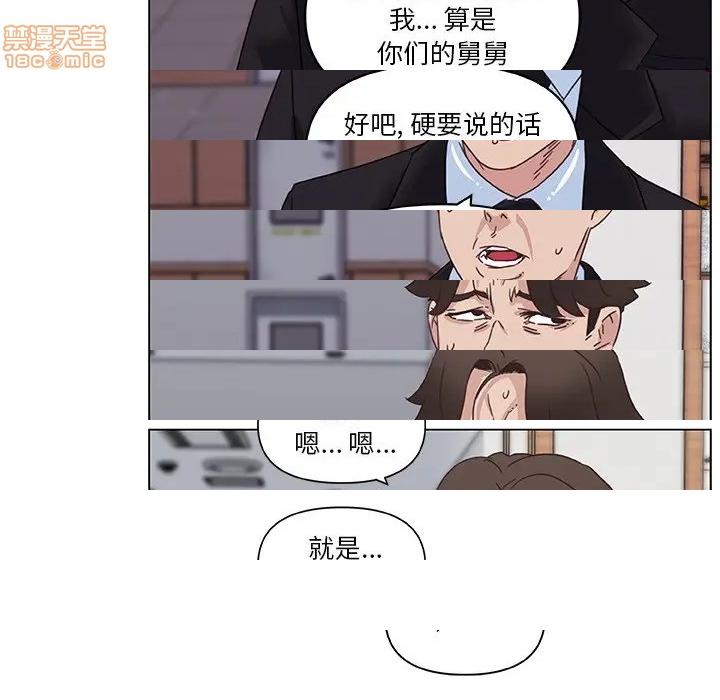 禁漫天堂
18comic
我... 算是
你们的舅舅
好吧, 硬要说的话
嗯... 嗯...
就是...